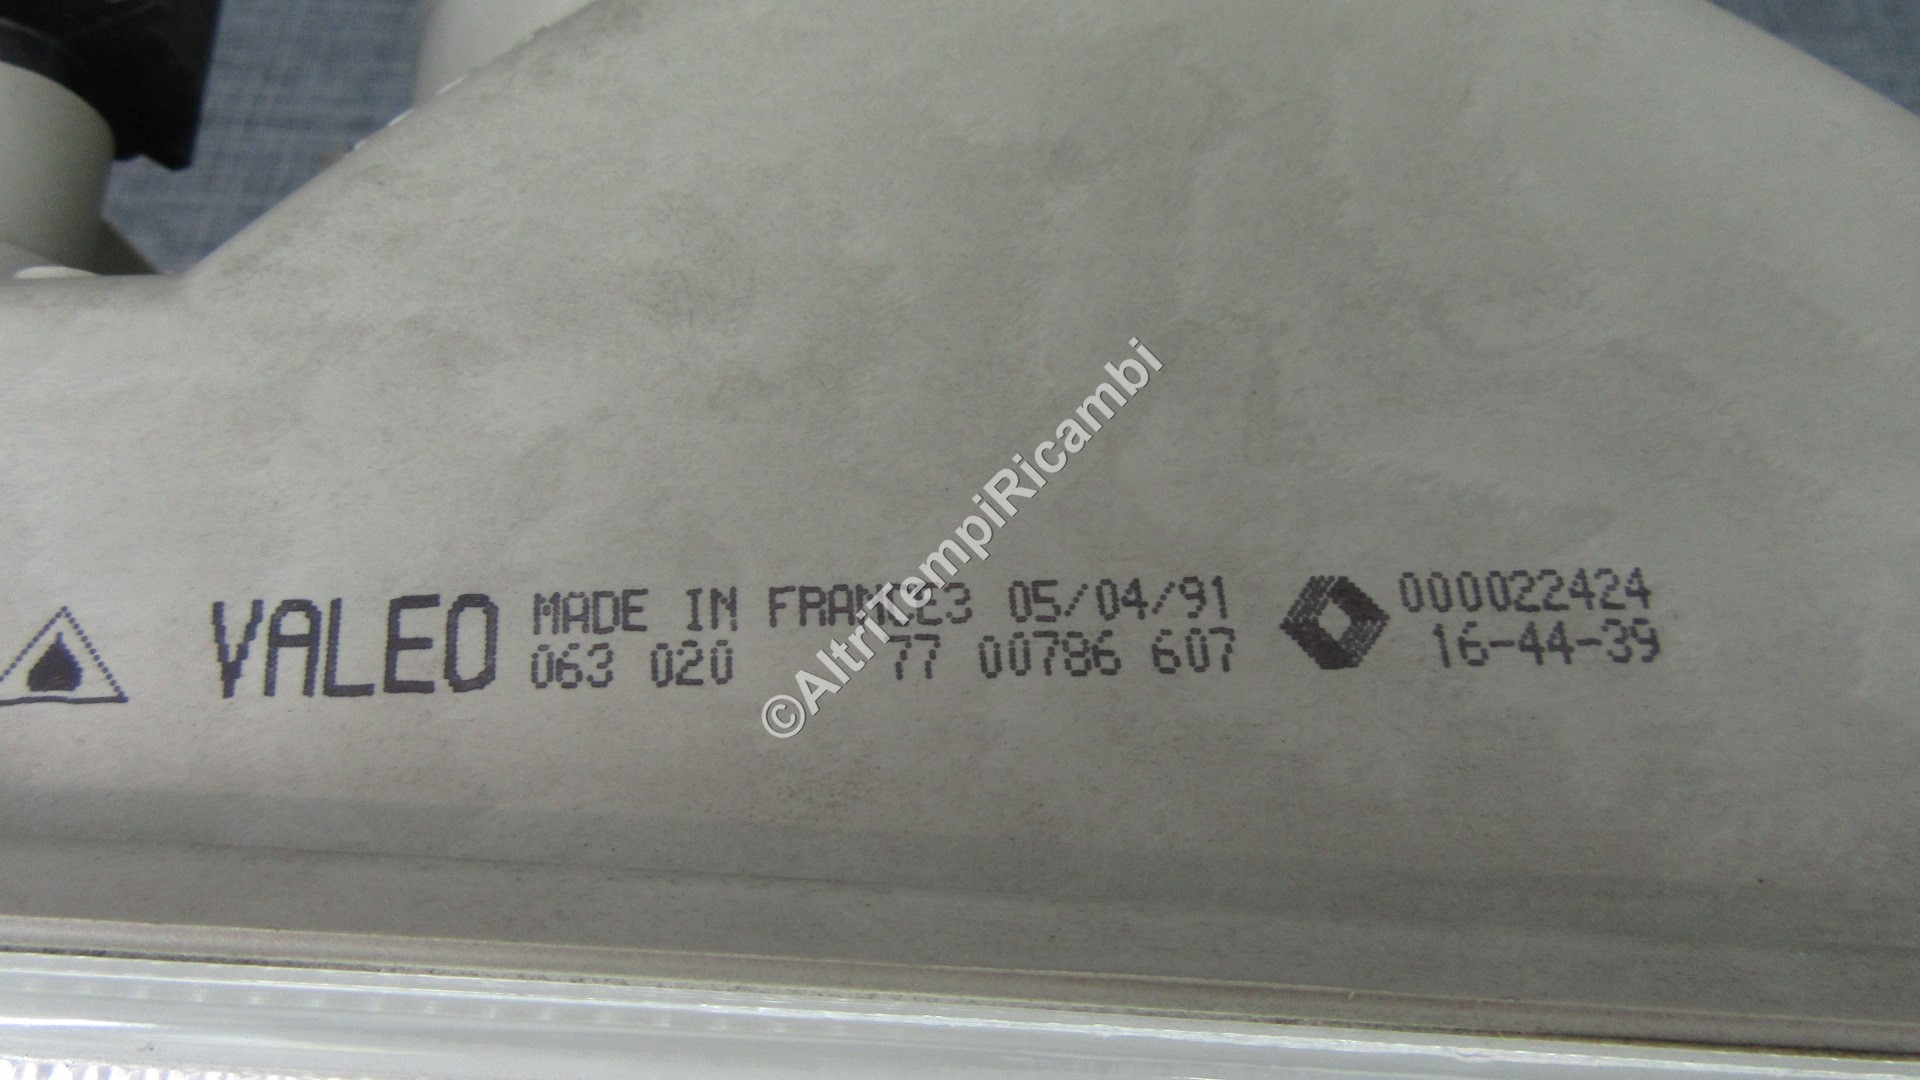 VALEO MADE IN FRANCE3 05/04/91 000022424
063 020 77 00786 607 16-44-39
©AltriTempiRicambi